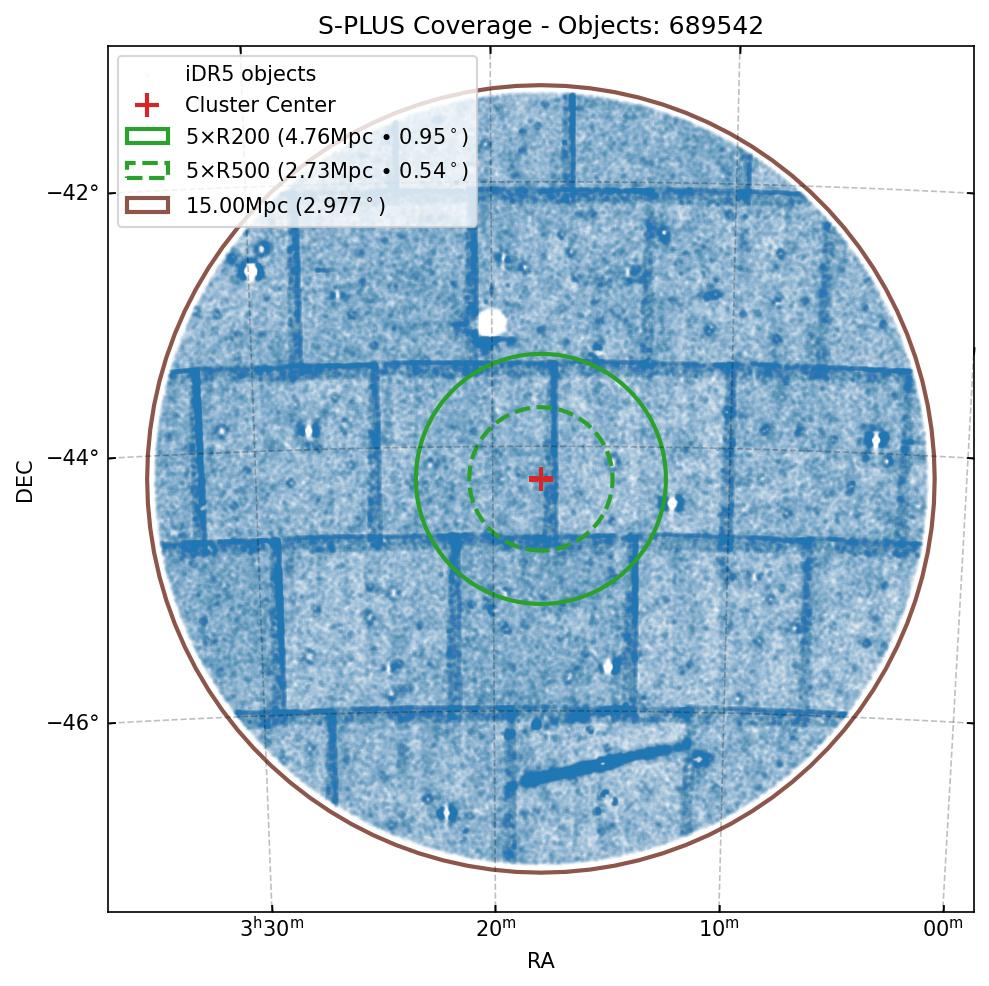 S-PLUS Coverage - Objects: 689542
iDR5 objects
Cluster Center
5×R200 (4.76Mpc • 0.95°)
5×R500 (2.73Mpc • 0.54°)
15.00Mpc (2.977°)
−42°
−44°
−46°
DEC
3ʰ30ᵐ 20ᵐ 10ᵐ 00ᵐ
RA